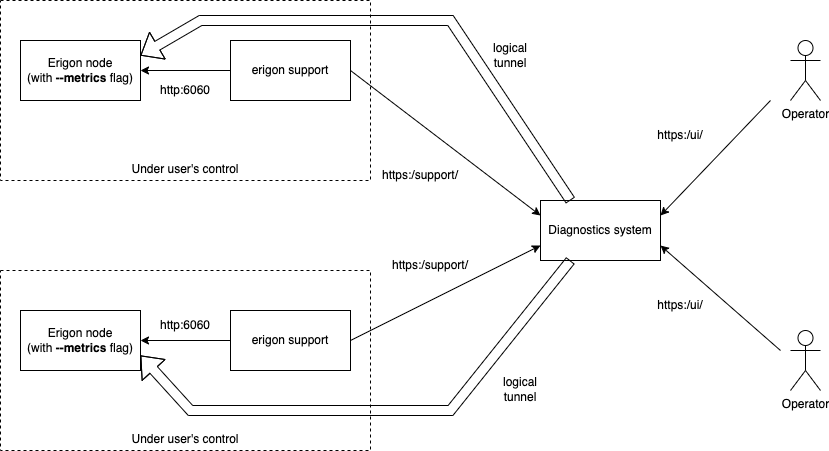 Erigon node
(with --metrics flag)
http:6060
erigon support
Under user's control
logical
tunnel
https:/support/
Diagnostics system
https:/ui/
Operator
Erigon node
(with --metrics flag)
http:6060
erigon support
Under user's control
https:/support/
logical
tunnel
https:/ui/
Operator